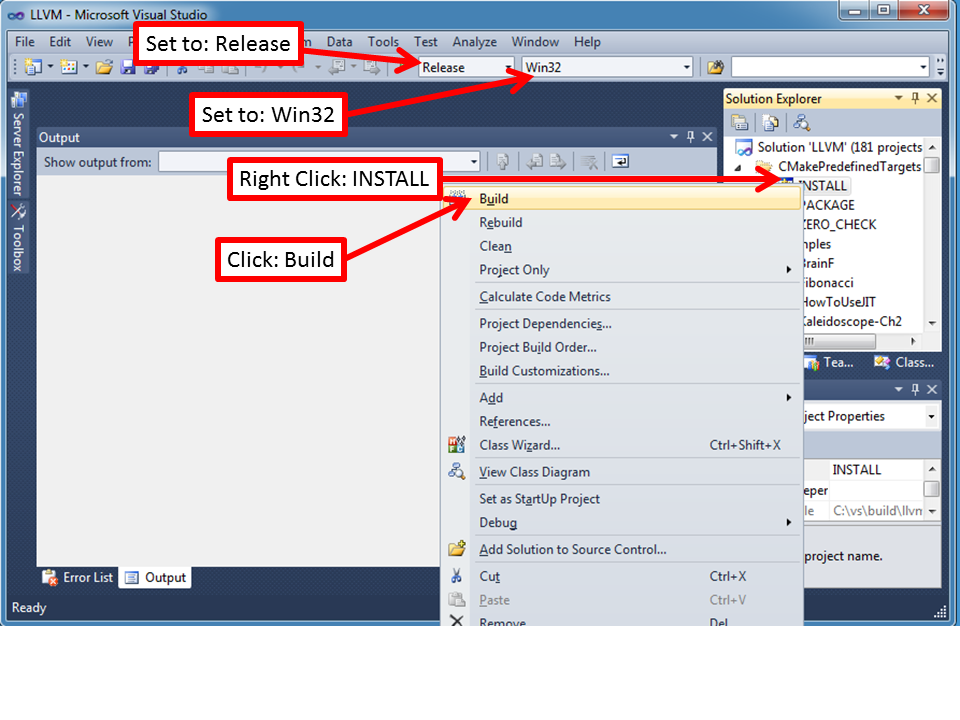 LLVM - Microsoft Visual Studio
File Edit View Data Tools Test Analyze Window Help
Set to: Release
Release Win32
Set to: Win32
Server Explorer
Toolbox
Output
Show output from:
Right Click: INSTALL
Click: Build
Build
Rebuild
Clean
Project Only
Calculate Code Metrics
Project Dependencies...
Project Build Order...
Build Customizations...
Add
References...
Class Wizard... Ctrl+Shift+X
View Class Diagram
Set as StartUp Project
Debug
Add Solution to Source Control...
Cut Ctrl+X
Paste Ctrl+V
Remove Del
Solution Explorer
Solution 'LLVM' (181 projects
CMakePredefinedTargets
INSTALL
PACKAGE
ZERO_CHECK
mples
BrainF
Fibonacci
HowToUseJIT
Kaleidoscope-Ch2
Tea... Class...
ject Properties
INSTALL
eper
le C:\vs\build\llvn
project name.
Error List Output
Ready